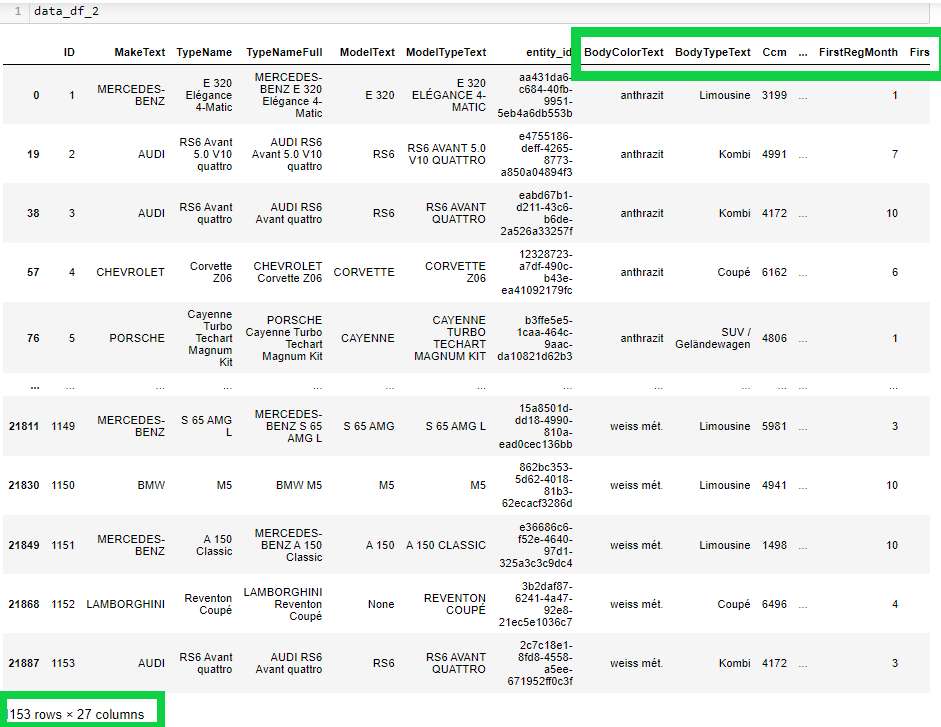 1 data_df_2
ID MakeText TypeName TypeNameFull ModelText ModelTypeText entity_id BodyColorText BodyTypeText Ccm ... FirstRegMonth Firs
0 1 MERCEDES-BENZ E 320 Elégance 4-Matic MERCEDES-BENZ E 320 Elégance 4-Matic E 320 E 320 ELÉGANCE 4-MATIC aa431da6-c684-40fb-9951-5eb4a6db553b anthrazit Limousine 3199 ... 1
19 2 AUDI RS6 Avant 5.0 V10 quattro AUDI RS6 Avant 5.0 V10 quattro RS6 RS6 AVANT 5.0 V10 QUATTRO e4755186-deff-4265-8773-a850a04894f3 anthrazit Kombi 4991 ... 7
38 3 AUDI RS6 Avant quattro AUDI RS6 Avant quattro RS6 RS6 AVANT QUATTRO eabd67b1-d211-43c6-b6de-2a526a33257f anthrazit Kombi 4172 ... 10
57 4 CHEVROLET Corvette Z06 CHEVROLET Corvette Z06 CORVETTE CORVETTE Z06 12328723-a7df-490c-b43e-ea41092179fc anthrazit Coupé 6162 ... 6
76 5 PORSCHE Cayenne Turbo Techart Magnum Kit PORSCHE Cayenne Turbo Techart Magnum Kit CAYENNE CAYENNE TURBO TECHART MAGNUM KIT b3ffe5e5-1caa-464c-9aac-da10821d62b3 anthrazit SUV / Geländewagen 4806 ... 1
... ... ... ... ... ... ... ... ... ... ... ... ...
21811 1149 MERCEDES-BENZ S 65 AMG L MERCEDES-BENZ S 65 AMG L S 65 AMG S 65 AMG L 15a8501d-dd18-4990-810a-ead0cec136bb weiss mét. Limousine 5981 ... 3
21830 1150 BMW M5 BMW M5 M5 M5 862bc353-5d62-4018-81b3-62ecacf3286d weiss mét. Limousine 4941 ... 10
21849 1151 MERCEDES-BENZ A 150 Classic MERCEDES-BENZ A 150 Classic A 150 A 150 CLASSIC e36686c6-f52e-4640-97d1-325a3c3c9dc4 weiss mét. Limousine 1498 ... 10
21868 1152 LAMBORGHINI Reventon Coupé LAMBORGHINI Reventon Coupé None REVENTON COUPÉ 3b2daf87-6241-4a47-92e8-21ec5e1036c7 weiss mét. Coupé 6496 ... 4
21887 1153 AUDI RS6 Avant quattro AUDI RS6 Avant quattro RS6 RS6 AVANT QUATTRO 2c7c18e1-8fd8-4558-a5ee-671952ff0c3f weiss mét. Kombi 4172 ... 3
1153 rows × 27 columns